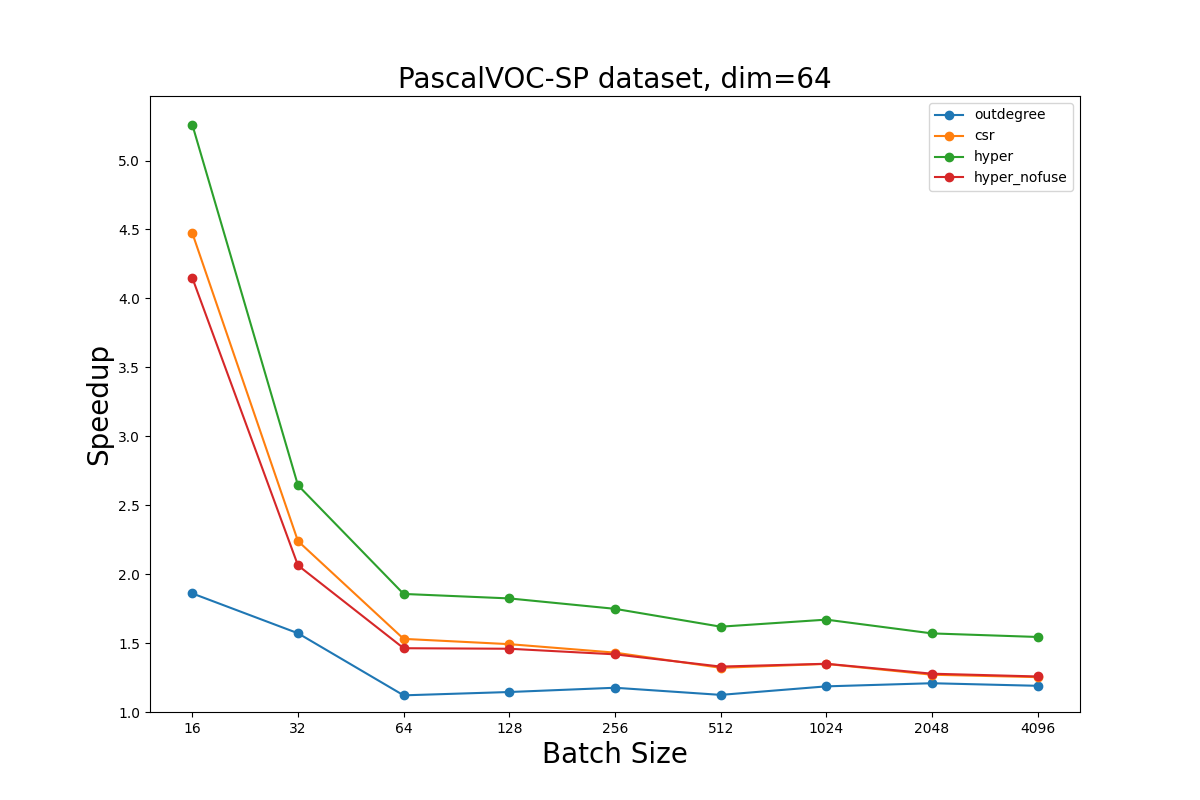 PascalVOC-SP dataset, dim=64
outdegree
csr
hyper
hyper_nofuse
Speedup
5.0
4.5
4.0
3.5
3.0
2.5
2.0
1.5
1.0
16 32 64 128 256 512 1024 2048 4096
Batch Size